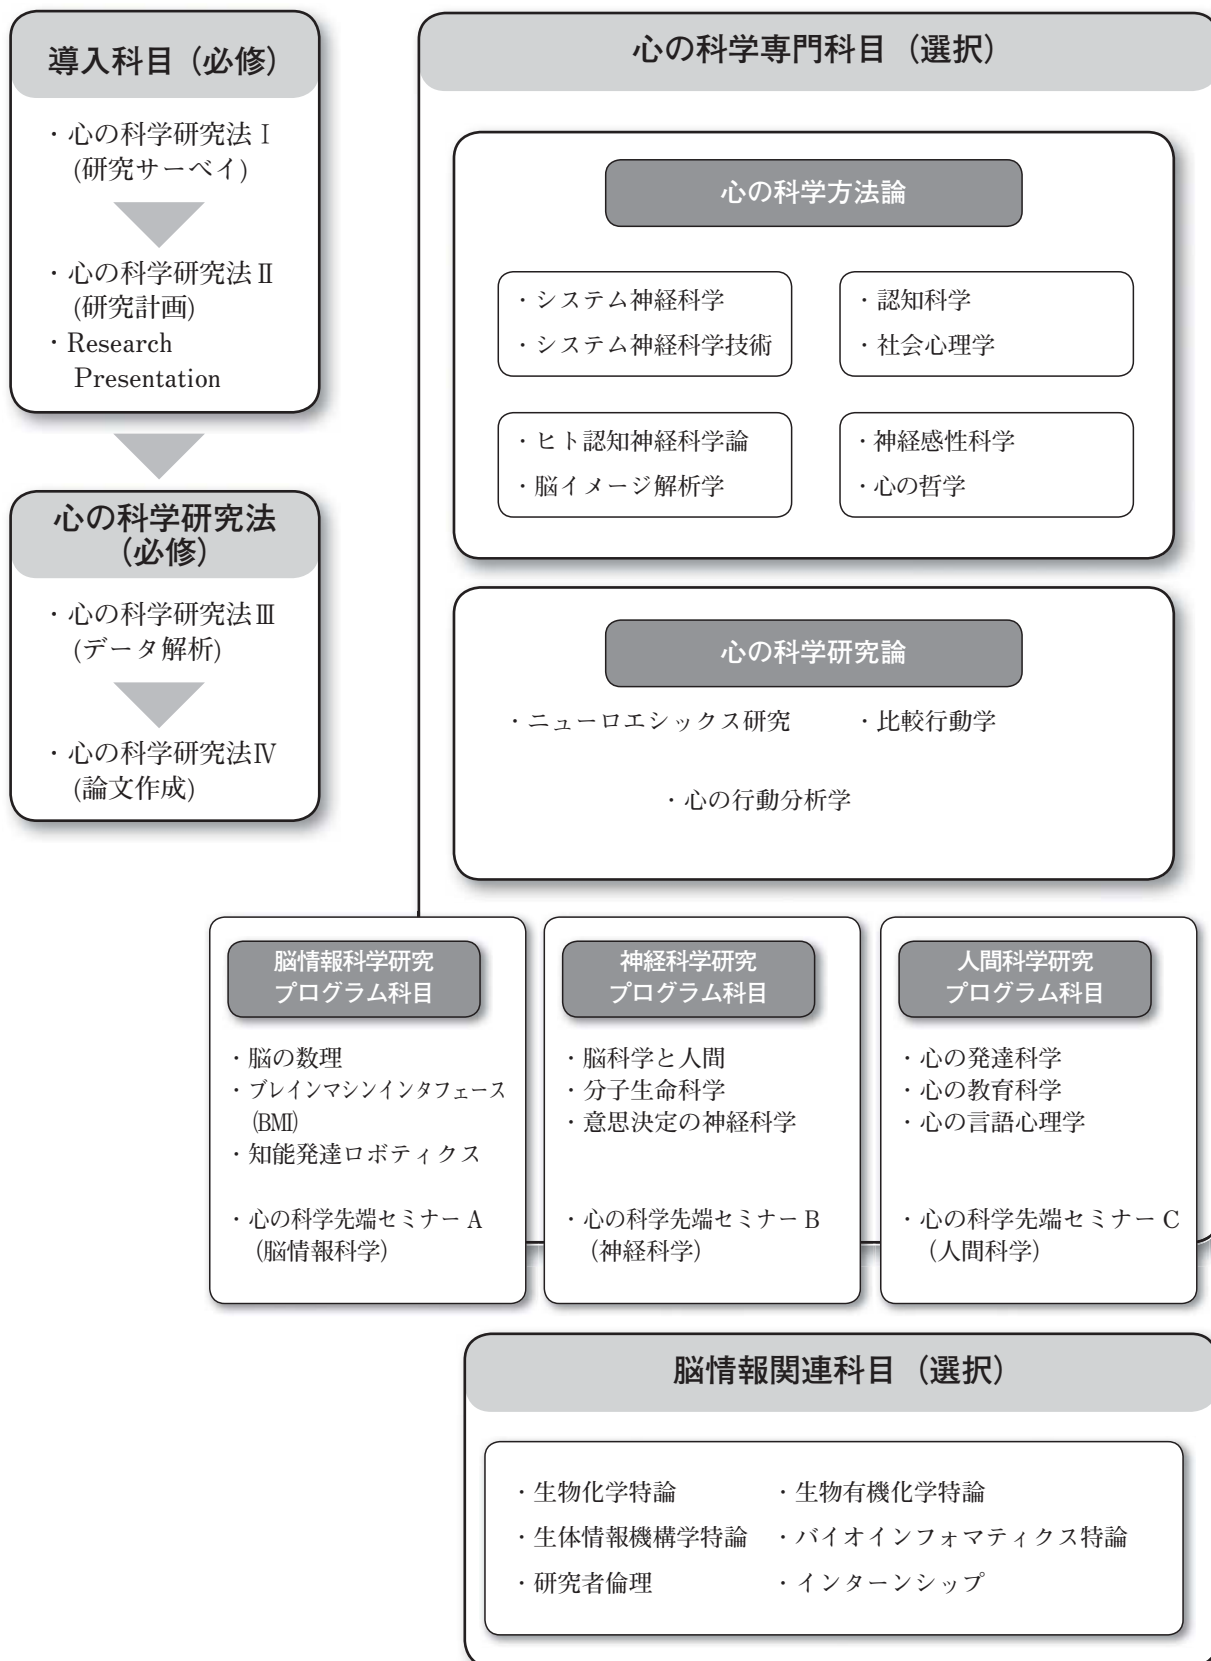 導入科目（必修）
・心の科学研究法Ⅰ
(研究サーベイ)
・心の科学研究法Ⅱ
(研究計画)
・Research
Presentation
心の科学研究法
（必修）
・心の科学研究法Ⅲ
(データ解析)
・心の科学研究法Ⅳ
(論文作成)
心の科学専門科目（選択）
心の科学方法論
・システム神経科学
・システム神経科学技術
・認知科学
・社会心理学
・ヒト認知神経科学論
・脳イメージ解析学
・神経感性科学
・心の哲学
心の科学研究論
・ニューロエシックス研究
・比較行動学
・心の行動分析学
脳情報科学研究
プログラム科目
・脳の数理
・ブレインマシンインタフェース
(BMI)
・知能発達ロボティクス
・心の科学先端セミナー A
（脳情報科学）
神経科学研究
プログラム科目
・脳科学と人間
・分子生命科学
・意思決定の神経科学
・心の科学先端セミナー B
（神経科学）
人間科学研究
プログラム科目
・心の発達科学
・心の教育科学
・心の言語心理学
・心の科学先端セミナー C
（人間科学）
脳情報関連科目（選択）
・生物化学特論
・生物有機化学特論
・生体情報機構学特論
・バイオインフォマティクス特論
・研究者倫理
・インターンシップ